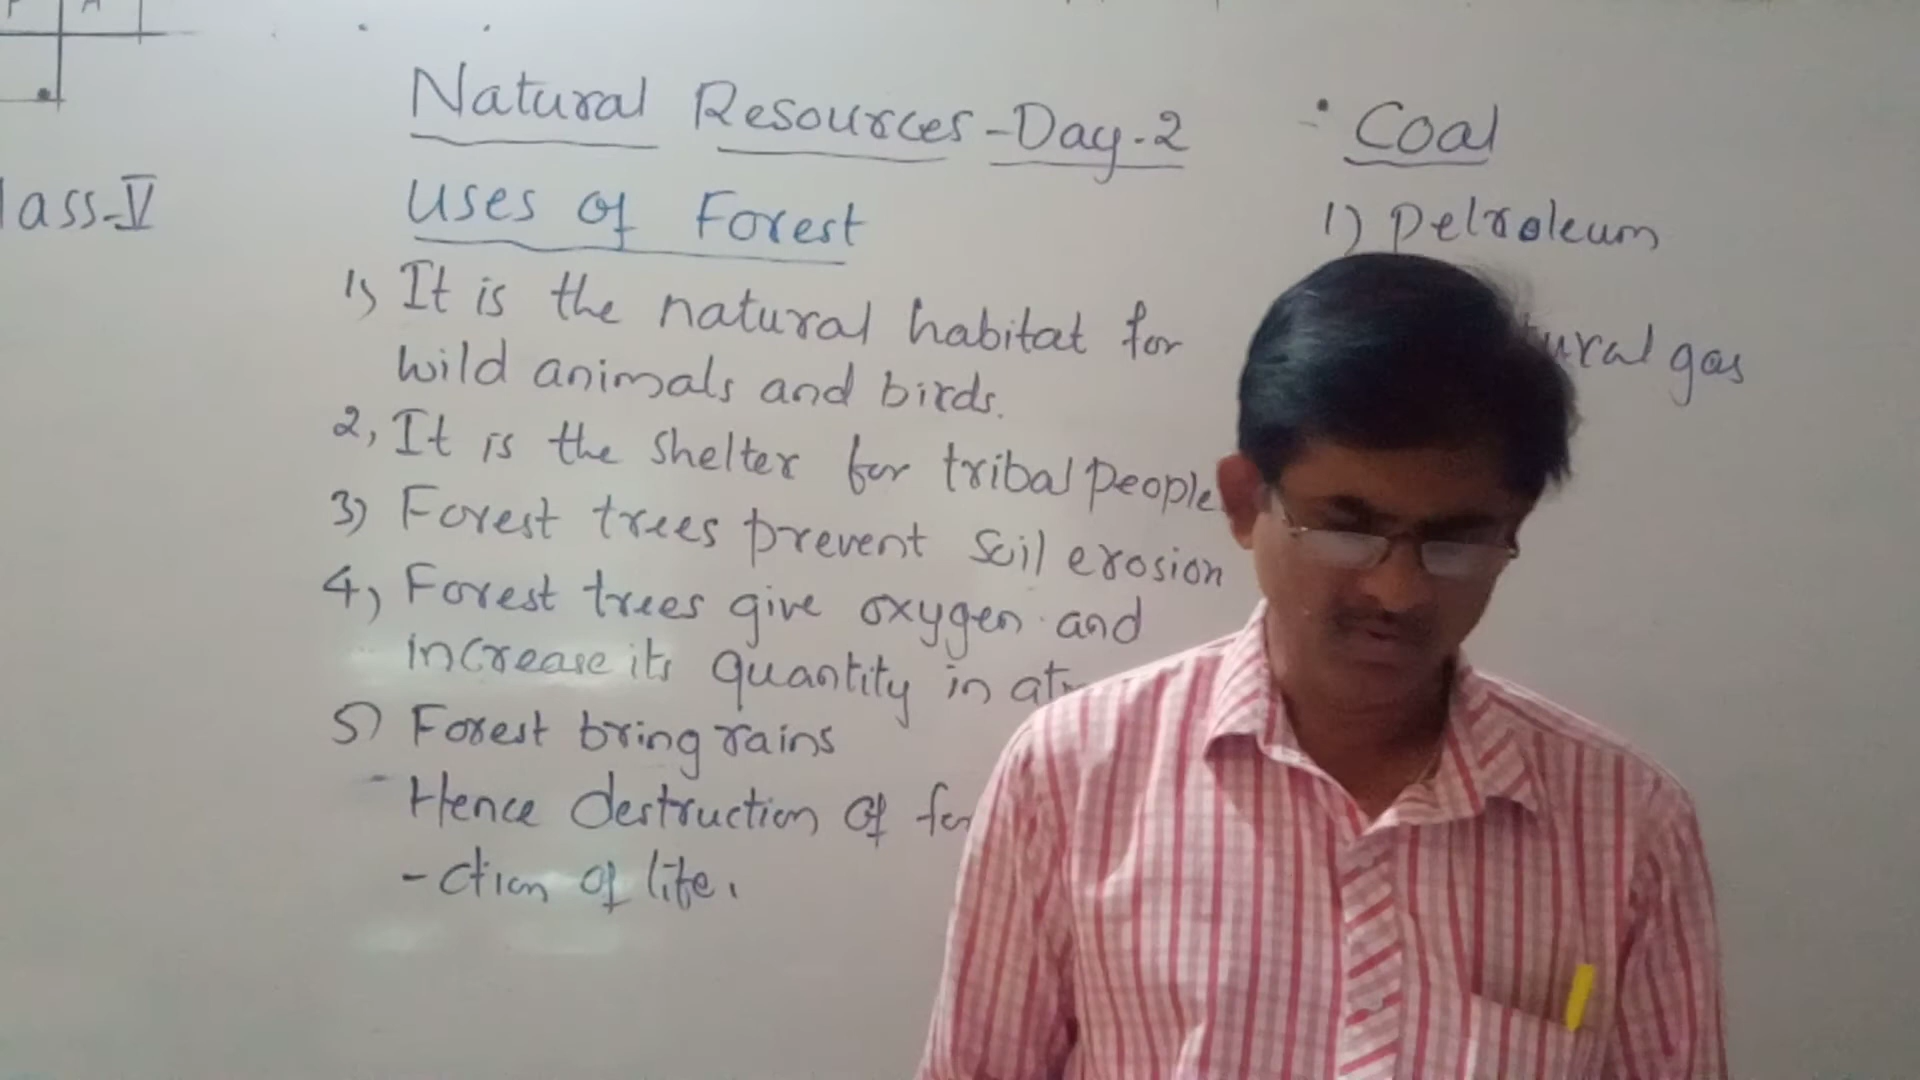 Natural Resources-Day-2
Uses of Forest
1) It is the natural habitat for
wild animals and birds.
2, It is the shelter for tribal people
3) Forest trees prevent soil erosion
4) Forest trees give oxygen and
increase its quantity in
5) Forest bring rains
Hence destruction of
-ction of life.
Coal
1) petroleum
gas
lass-V